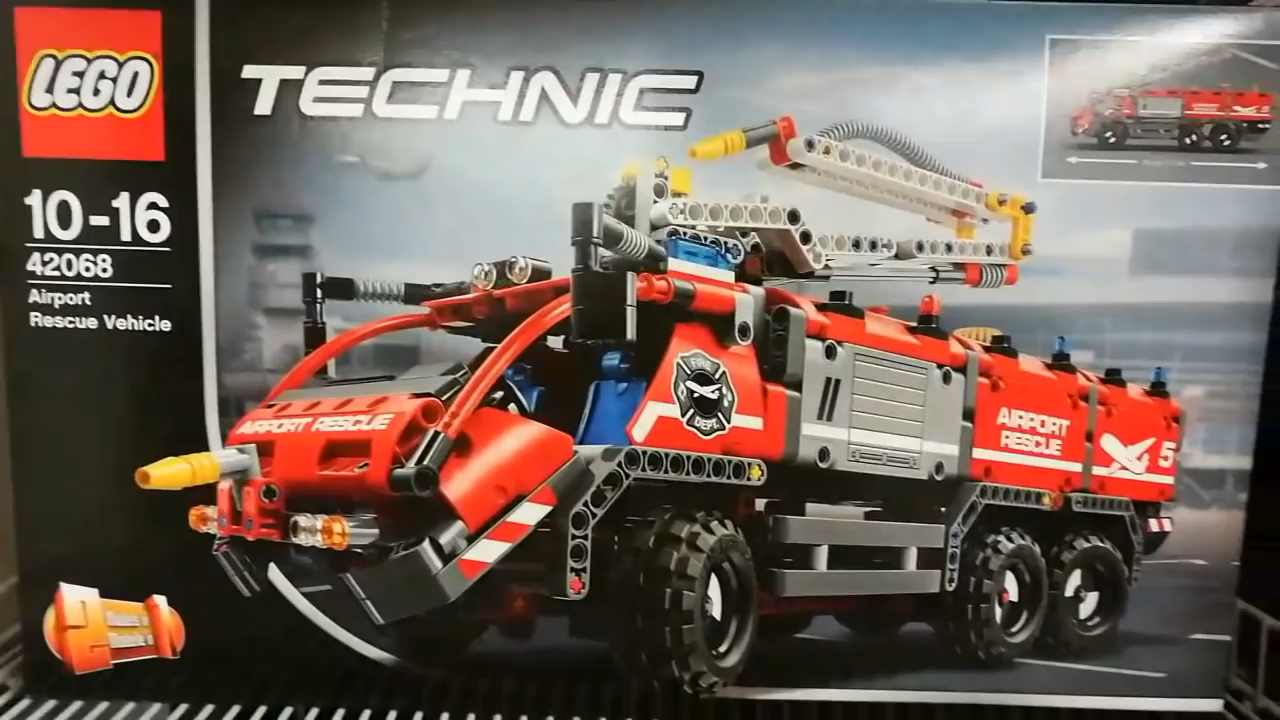 LEGO
TECHNIC
10-16
42068
Airport
Rescue Vehicle
AIRPORT RESCUE
FIRE
DEPT.
AIRPORT
RESCUE
5